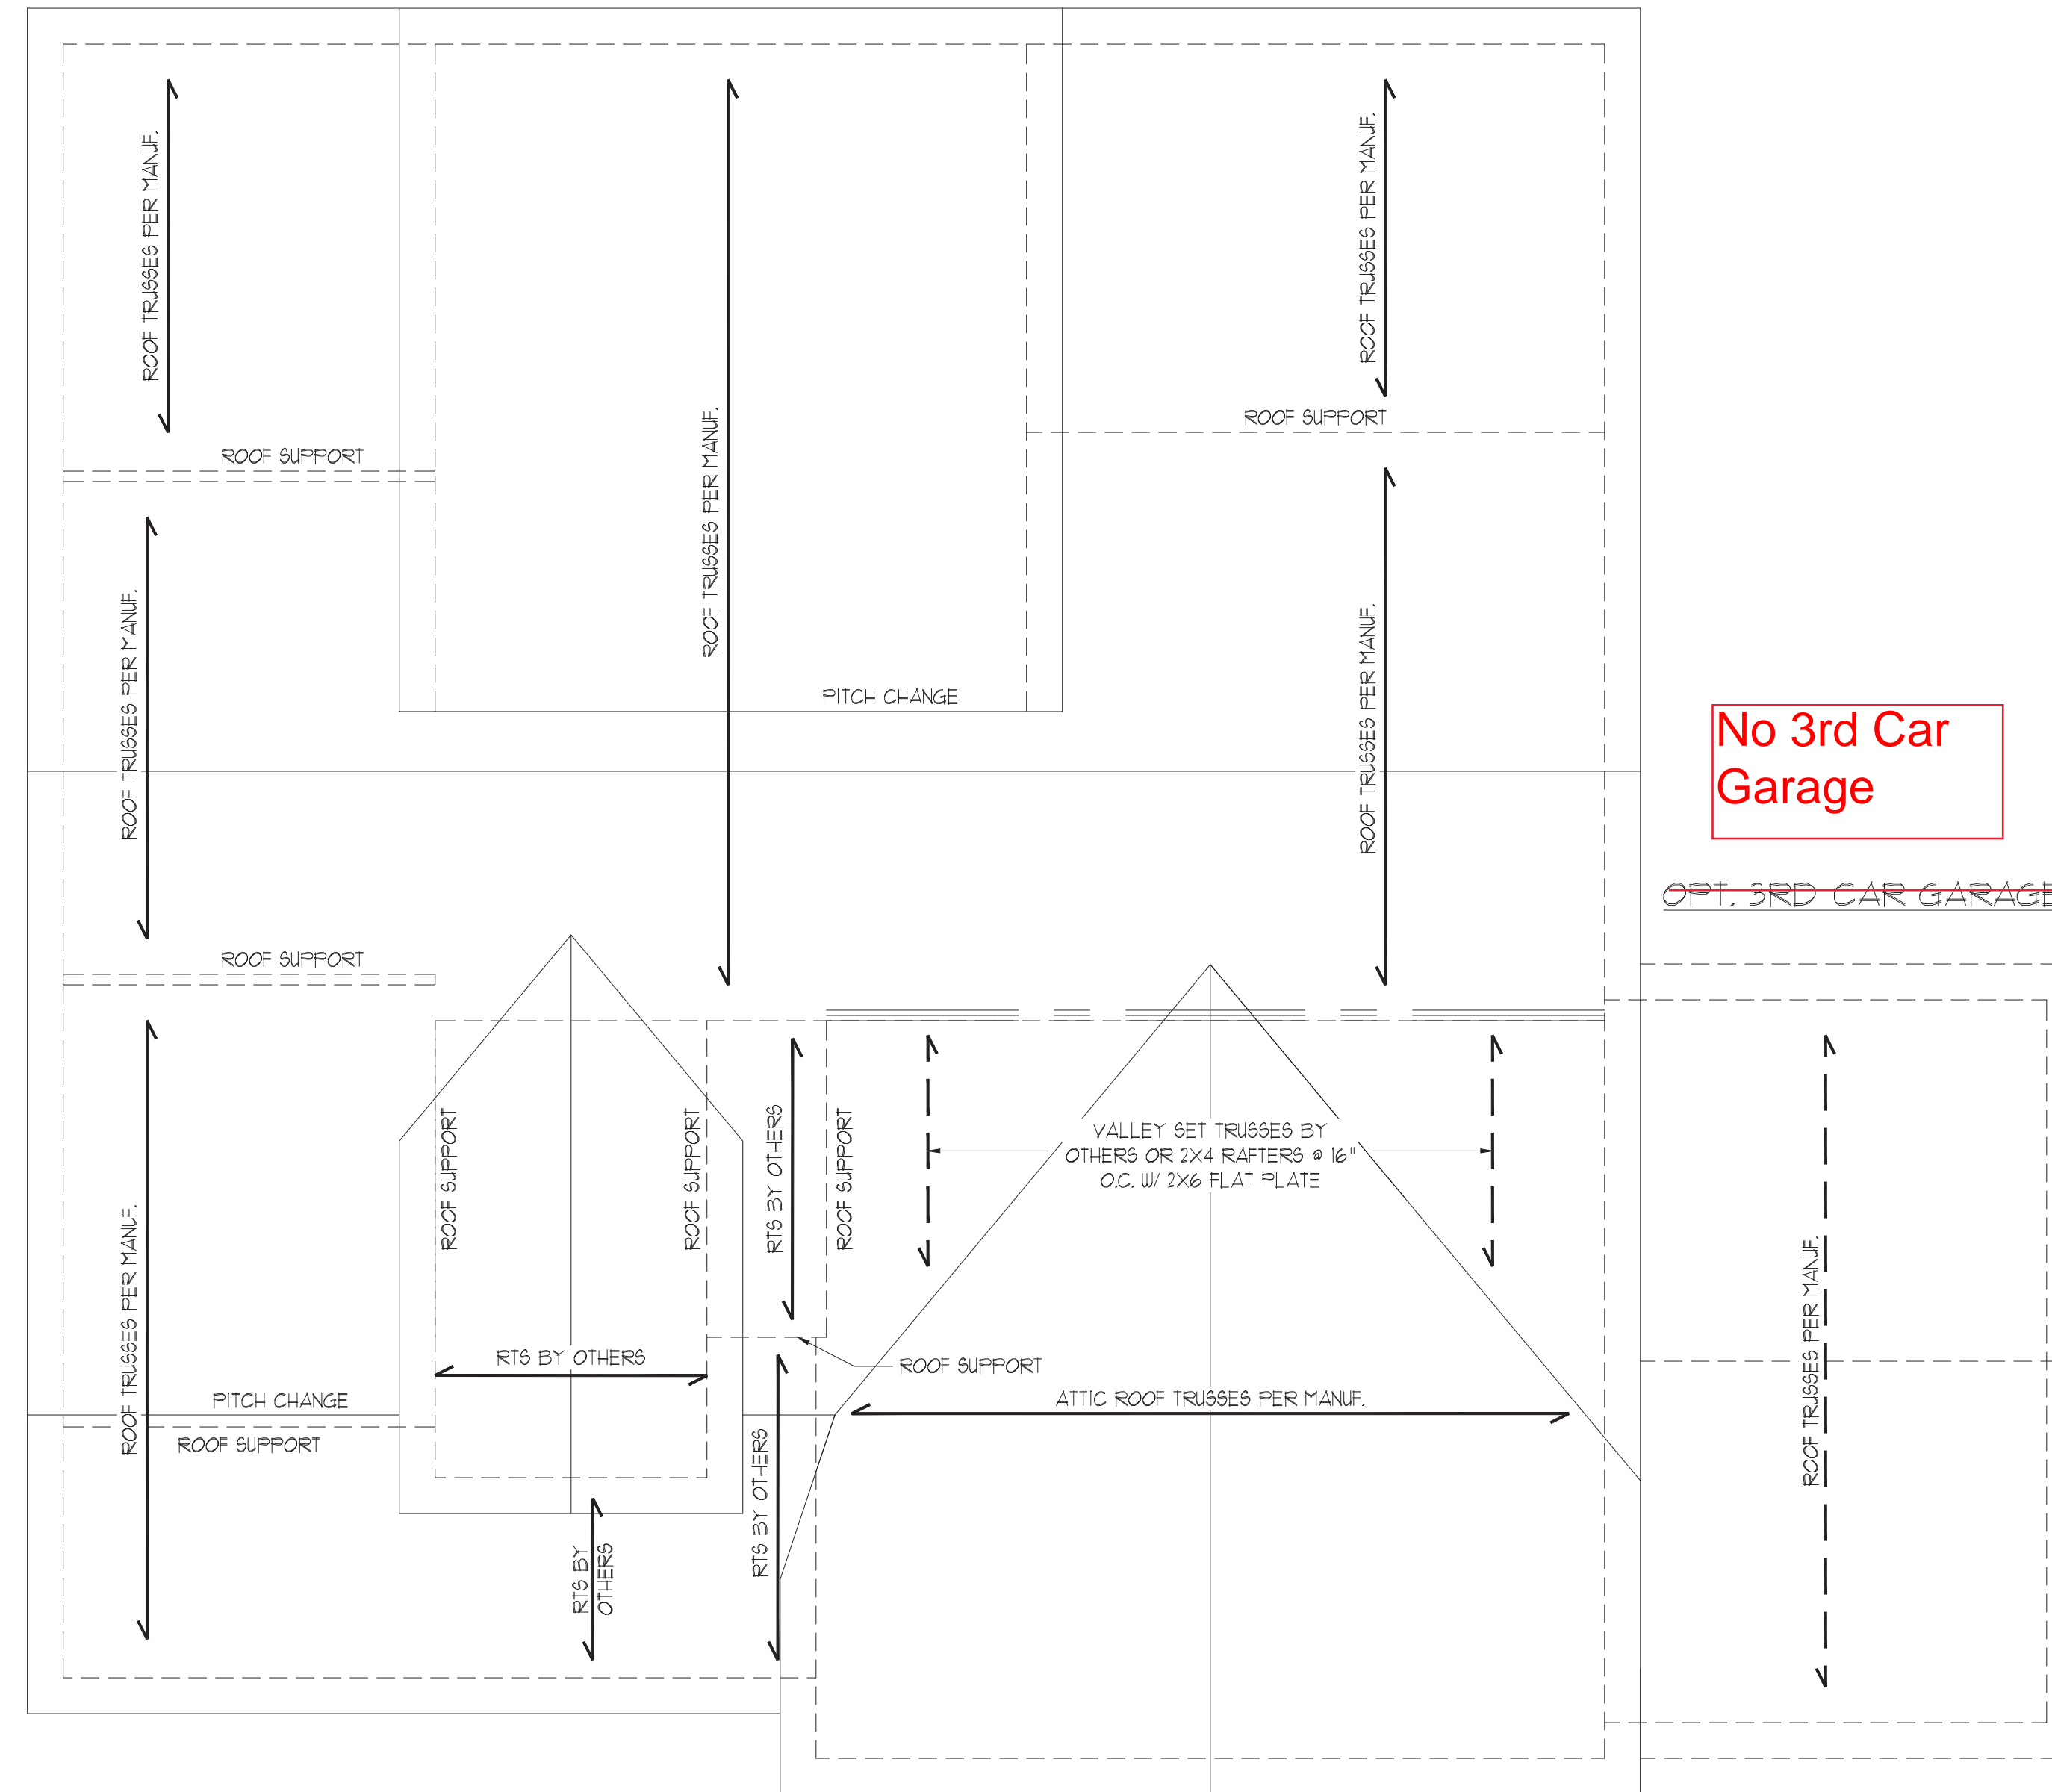 ROOF TRUSSES PER MANUF.
ROOF TRUSSES PER MANUF.
ROOF TRUSSES PER MANUF.
ROOF SUPPORT
ROOF SUPPORT
ROOF TRUSSES PER MANUF.
ROOF TRUSSES PER MANUF.
PITCH CHANGE
No 3rd Car
Garage
OPT. 3RD CAR GARAGE
ROOF SUPPORT
ROOF TRUSSES PER MANUF.
ROOF SUPPORT
ROOF SUPPORT
RTS BY OTHERS
ROOF SUPPORT
VALLEY SET TRUSSES BY
OTHERS OR 2X4 RAFTERS @ 16"
O.C. W/ 2X6 FLAT PLATE
ROOF TRUSSES PER MANUF.
RTS BY OTHERS
ROOF SUPPORT
PITCH CHANGE
ROOF SUPPORT
ATTIC ROOF TRUSSES PER MANUF.
RTS BY OTHERS
RTS BY
OTHERS